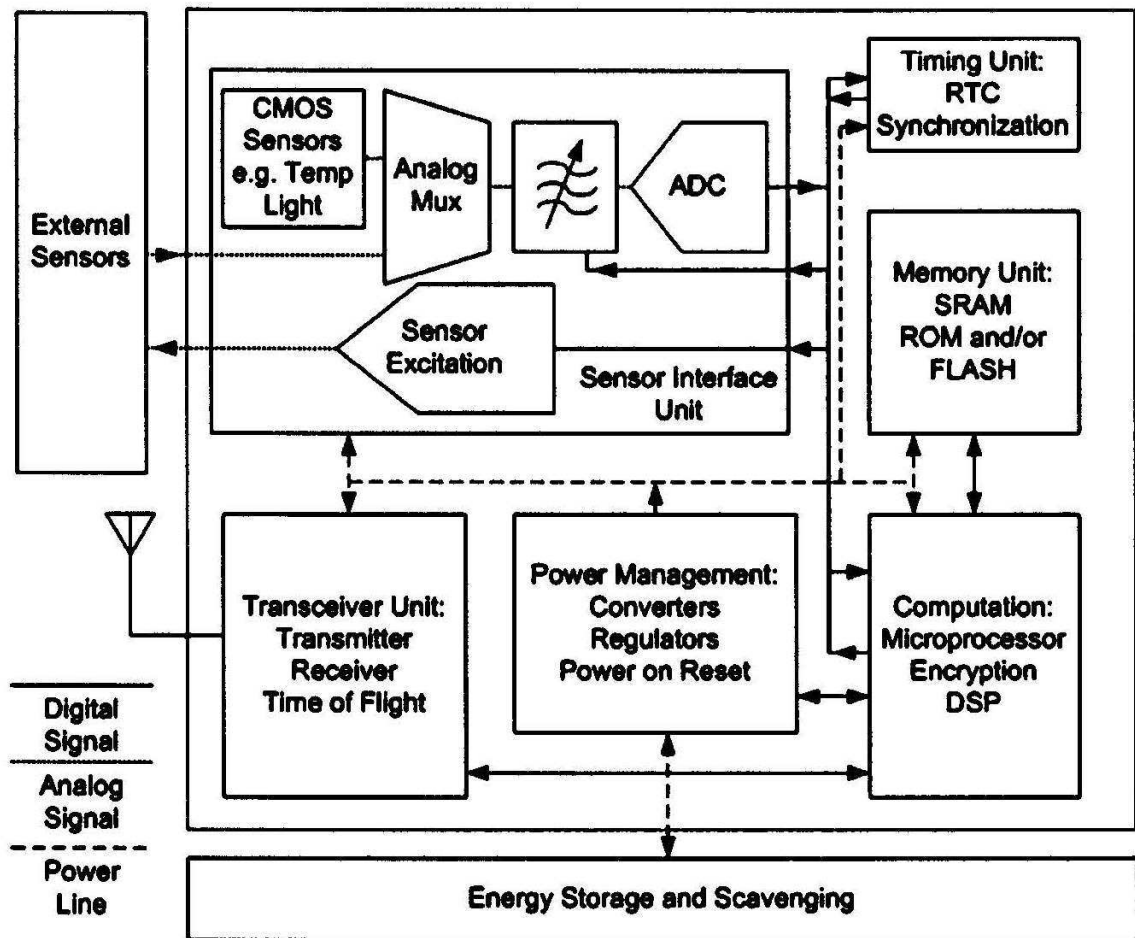 External
Sensors
CMOS
Sensors
e.g. Temp
Light
Analog
Mux
ADC
Sensor
Excitation
Sensor Interface
Unit
Timing Unit:
RTC
Synchronization
Memory Unit:
SRAM
ROM and/or
FLASH
Transceiver Unit:
Transmitter
Receiver
Time of Flight
Power Management:
Converters
Regulators
Power on Reset
Computation:
Microprocessor
Encryption
DSP
Digital
Signal
Analog
Signal
Power
Line
Energy Storage and Scavenging